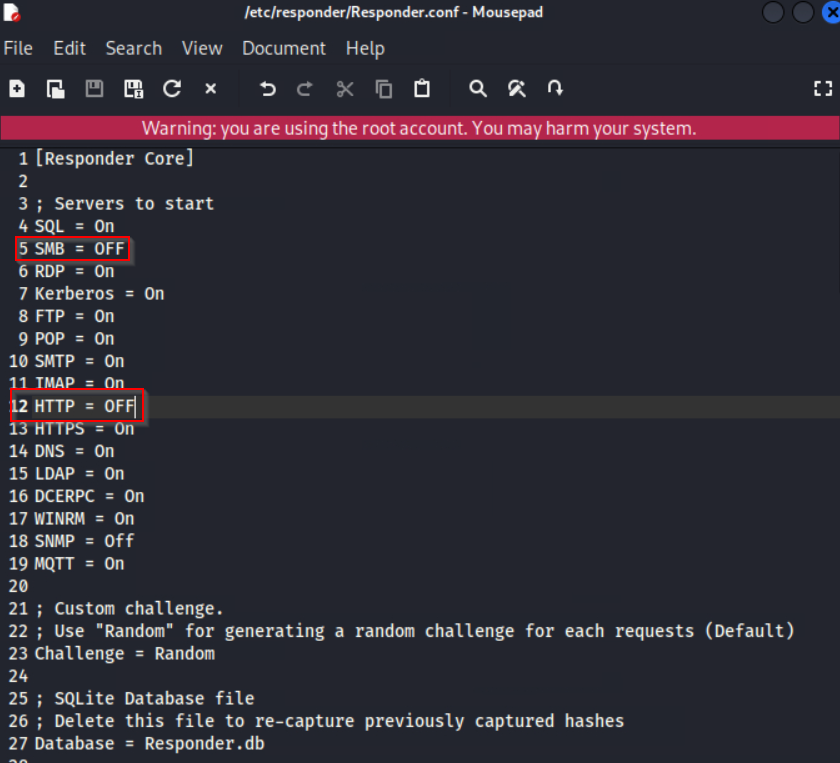 /etc/responder/Responder.conf - Mousepad
File Edit Search View Document Help
Warning: you are using the root account. You may harm your system.
1 [Responder Core]
2
3 ; Servers to start
4 SQL = On
5 SMB = OFF
6 RDP = On
7 Kerberos = On
8 FTP = On
9 POP = On
10 SMTP = On
11 IMAP = On
12 HTTP = OFF
13 HTTPS = On
14 DNS = On
15 LDAP = On
16 DCERPC = On
17 WINRM = On
18 SNMP = Off
19 MQTT = On
20
21 ; Custom challenge.
22 ; Use "Random" for generating a random challenge for each requests (Default)
23 Challenge = Random
24
25 ; SQLite Database file
26 ; Delete this file to re-capture previously captured hashes
27 Database = Responder.db